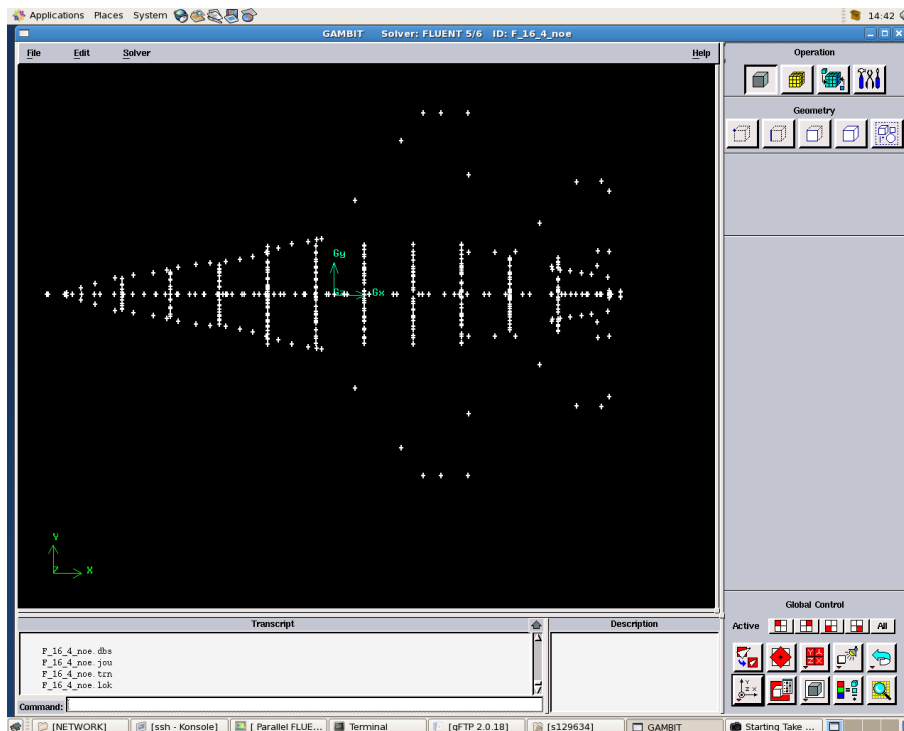 Applications Places System 14:42
GAMBIT Solver: FLUENT 5/6 ID: F_16_4_noe
File Edit Solver Help
Operation
Geometry
Gy
Gx
Y
Z X
Transcript
Description
F_16_4_noe.dbs
F_16_4_noe.jou
F_16_4_noe.trn
F_16_4_noe.lok
Command:
Global Control
Active All
[NETWORK] [ssh - Konsole] [ Parallel FLUE... Terminal [qFTP 2.0.18] [s129634] GAMBIT Starting Take ...